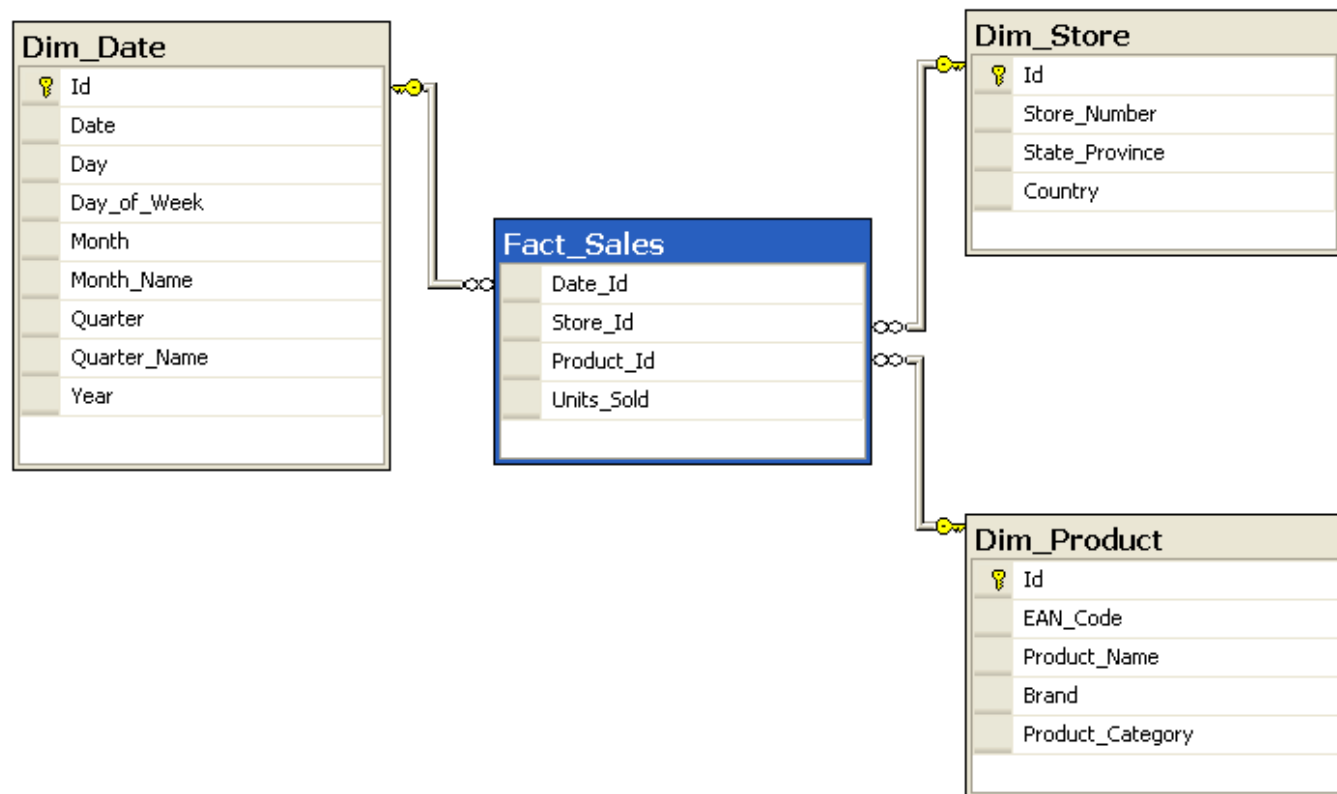 Dim_Date
Id
Date
Day
Day_of_Week
Month
Month_Name
Quarter
Quarter_Name
Year
Fact_Sales
Date_Id
Store_Id
Product_Id
Units_Sold
Dim_Store
Id
Store_Number
State_Province
Country
Dim_Product
Id
EAN_Code
Product_Name
Brand
Product_Category